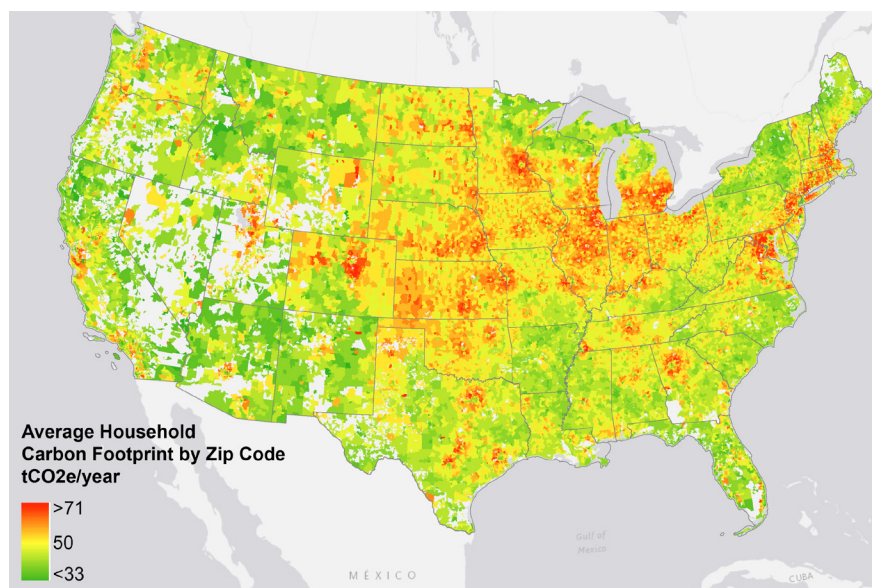 Average Household
Carbon Footprint by Zip Code
tCO2e/year
>71
50
<33
Gulf of
Mexico
MÉXICO
CUBA